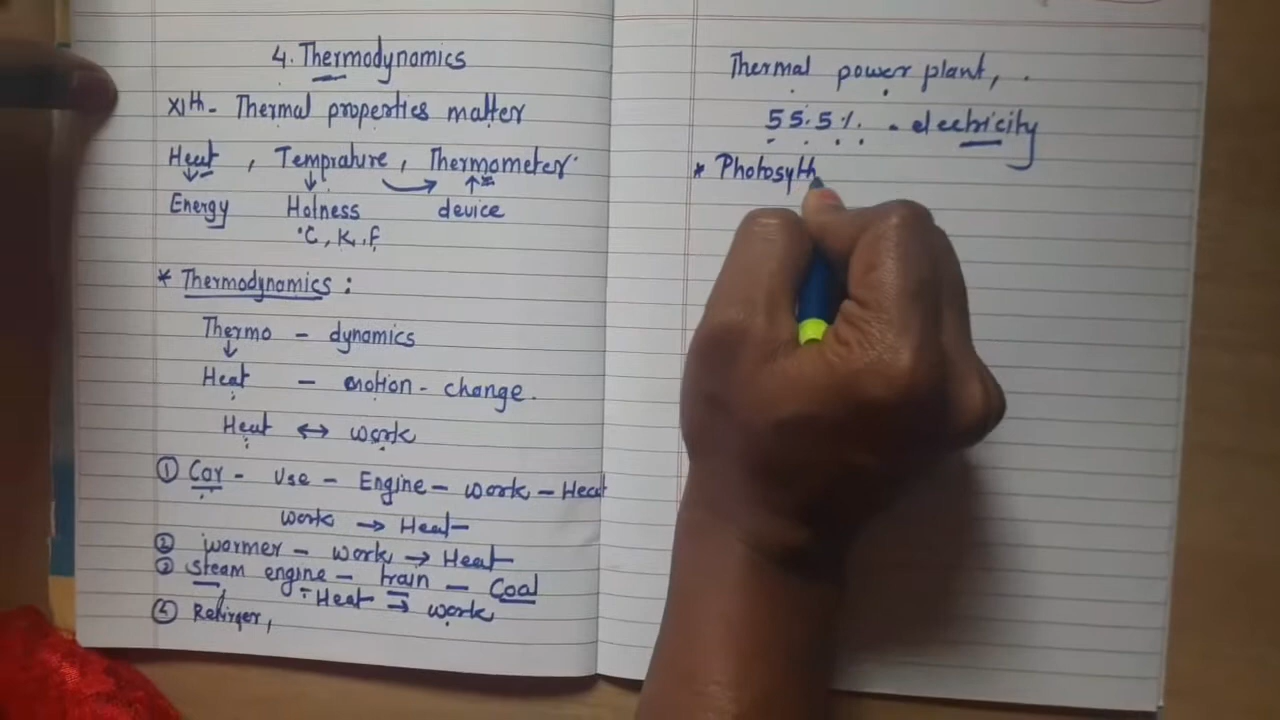 4. Thermodynamics
XIth - Thermal properties matter
Heat , Temprature , Thermometer
Energy Hotness device
°C, K, F
* Thermodynamics :
Thermo - dynamics
Heat - motion - change.
Heat ↔ work
① Car - Use - Engine - work - Heat
work → Heat
② wormer - work → Heat
③ steam engine - train - Coal
- Heat → work
Thermal power plant,
55.5% - electricity
* Photosyth